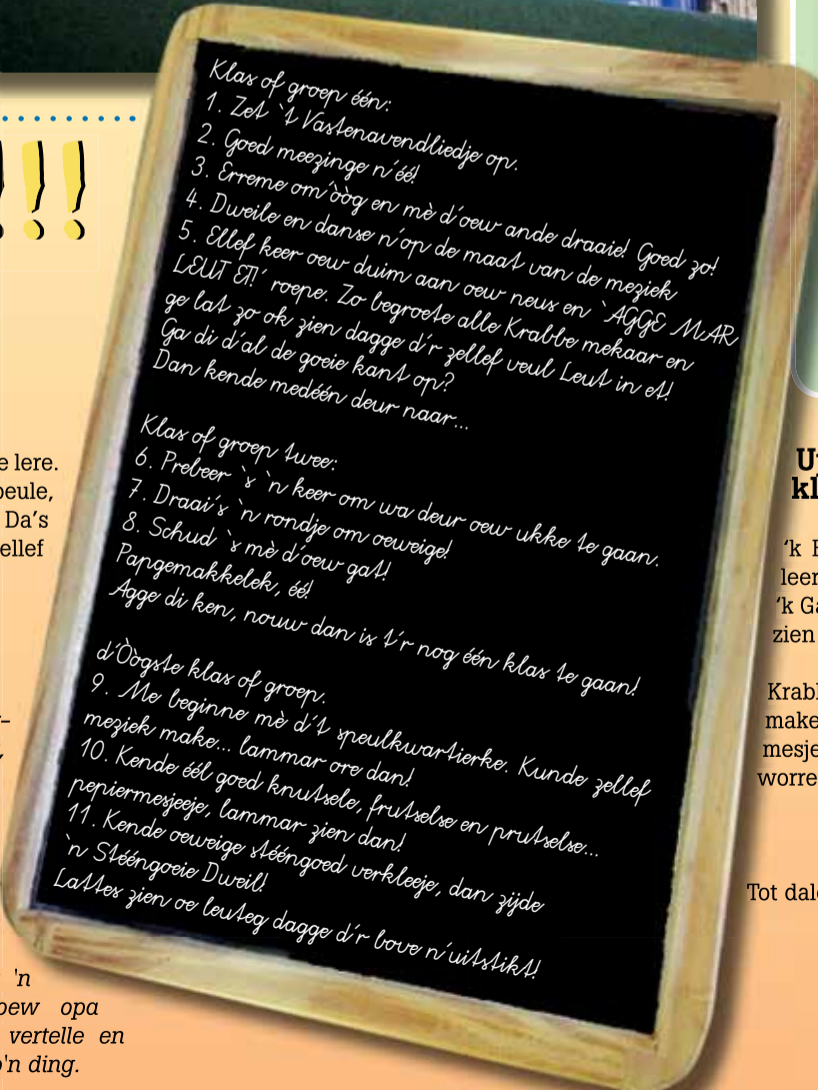 !!!
Klas of groep één:
1. Zet `t Vastenavendliedje op.
2. Goed meezinge n'éé!
3. Erreme om'òòg en mè d'oew ande draaie! Goed zo!
4. Dweile en danse n'op de maat van de meziek
5. Ellef keer oew duim aan oew neus en `AGGE MAR
LEUT ET!´ roepe. Zo begroete alle Krabbe mekaar en
ge lat zo ok zien dagge d'r zellef veul Leut in et!
Ga di d'al de goeie kant op?
Dan kende medéén deur naar...
Klas of groep twee:
6. Prebeer `s `n keer om wa deur oew ukke te gaan.
7. Draai's `n rondje om oeweige!
8. Schud `s mè d'oew gat!
Papgemakkelek, éé!
Agge di ken, nouw dan is t'r nog één klas te gaan!
d'Òògste klas of groep.
9. Me beginne mè d't speulkwartierke. Kunde zellef
meziek make... lammar ore dan!
10. Kende éél goed knutsele, frutselse en prutselse...
pepiermesjeeje, lammar zien dan!
11. Kende oeweige stééngoed verkleeje, dan zijde
`n Stééngoeie Dweil!
Lattes zien oe leuteg dagge d'r bove n'uitstikt!
e lere.
peule,
Da's
ellef
'n
oew opa
vertelle en
o'n ding.
U
kl
'k
leer
'k Ga
zien
Krabl
make
mesje
worre
Tot dal